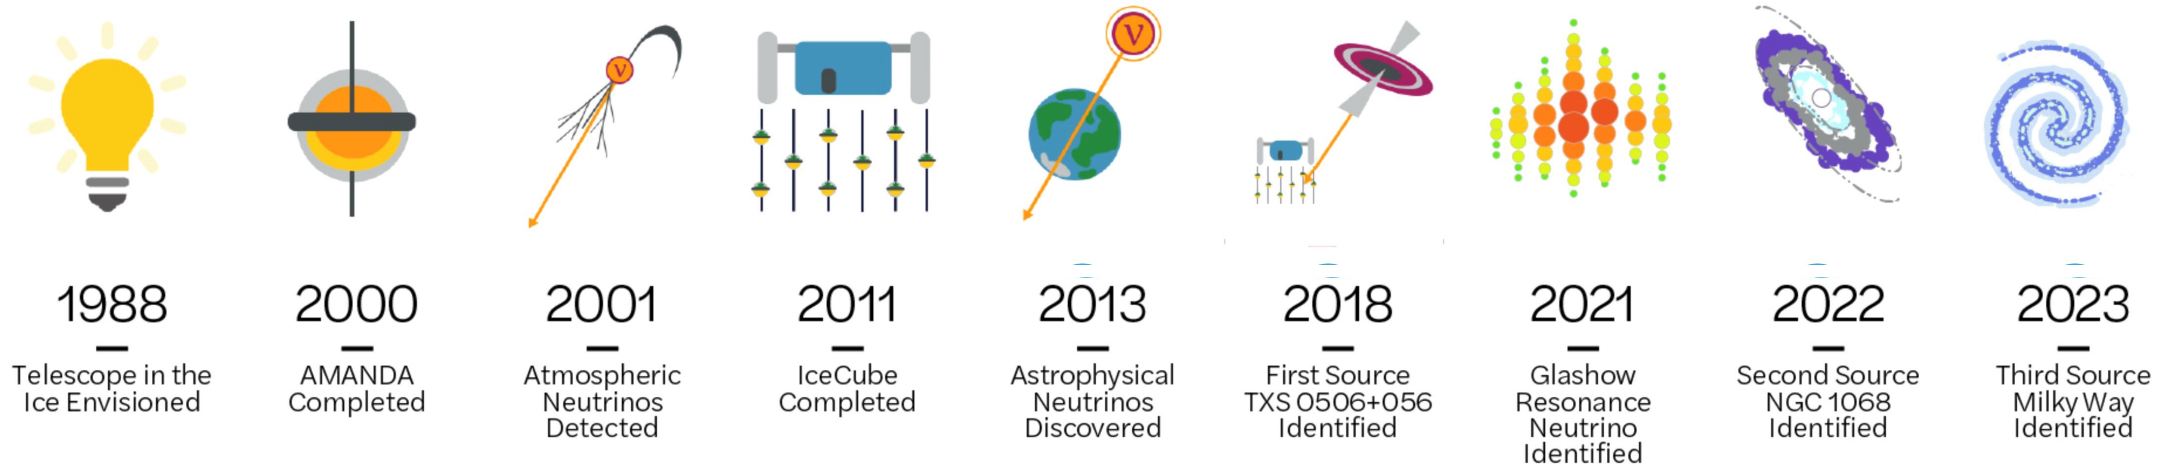 V
V
V
1988
Telescope in the
Ice Envisioned
2000
AMANDA
Completed
2001
Atmospheric
Neutrinos
Detected
2011
IceCube
Completed
2013
Astrophysical
Neutrinos
Discovered
2018
First Source
TXS 0506+056
Identified
2021
Glashow
Resonance
Neutrino
Identified
2022
Second Source
NGC 1068
Identified
2023
Third Source
Milky Way
Identified